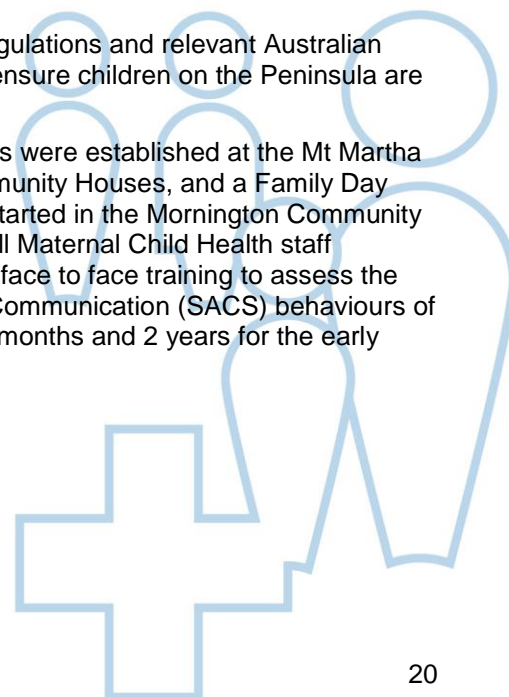 gulations and relevant Australian
ensure children on the Peninsula are
s were established at the Mt Martha
munity Houses, and a Family Day
tarted in the Mornington Community
ll Maternal Child Health staff
face to face training to assess the
Communication (SACS) behaviours of
months and 2 years for the early
20